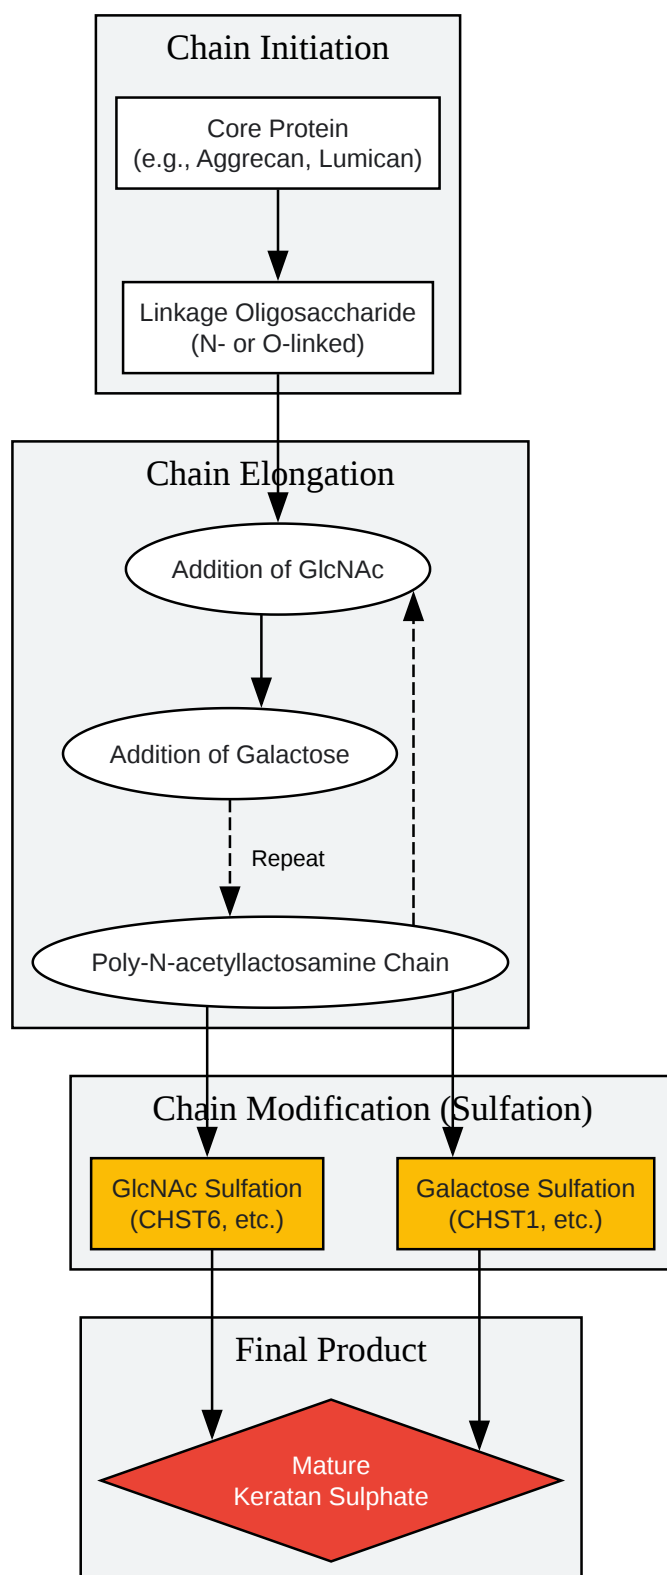 Chain Initiation
Core Protein
(e.g., Aggrecan, Lumican)
Linkage Oligosaccharide
(N- or O-linked)
Chain Elongation
Addition of GlcNAc
Addition of Galactose
Repeat
Poly-N-acetyllactosamine Chain
Chain Modification (Sulfation)
GlcNAc Sulfation
(CHST6, etc.)
Galactose Sulfation
(CHST1, etc.)
Final Product
Mature
Keratan Sulphate